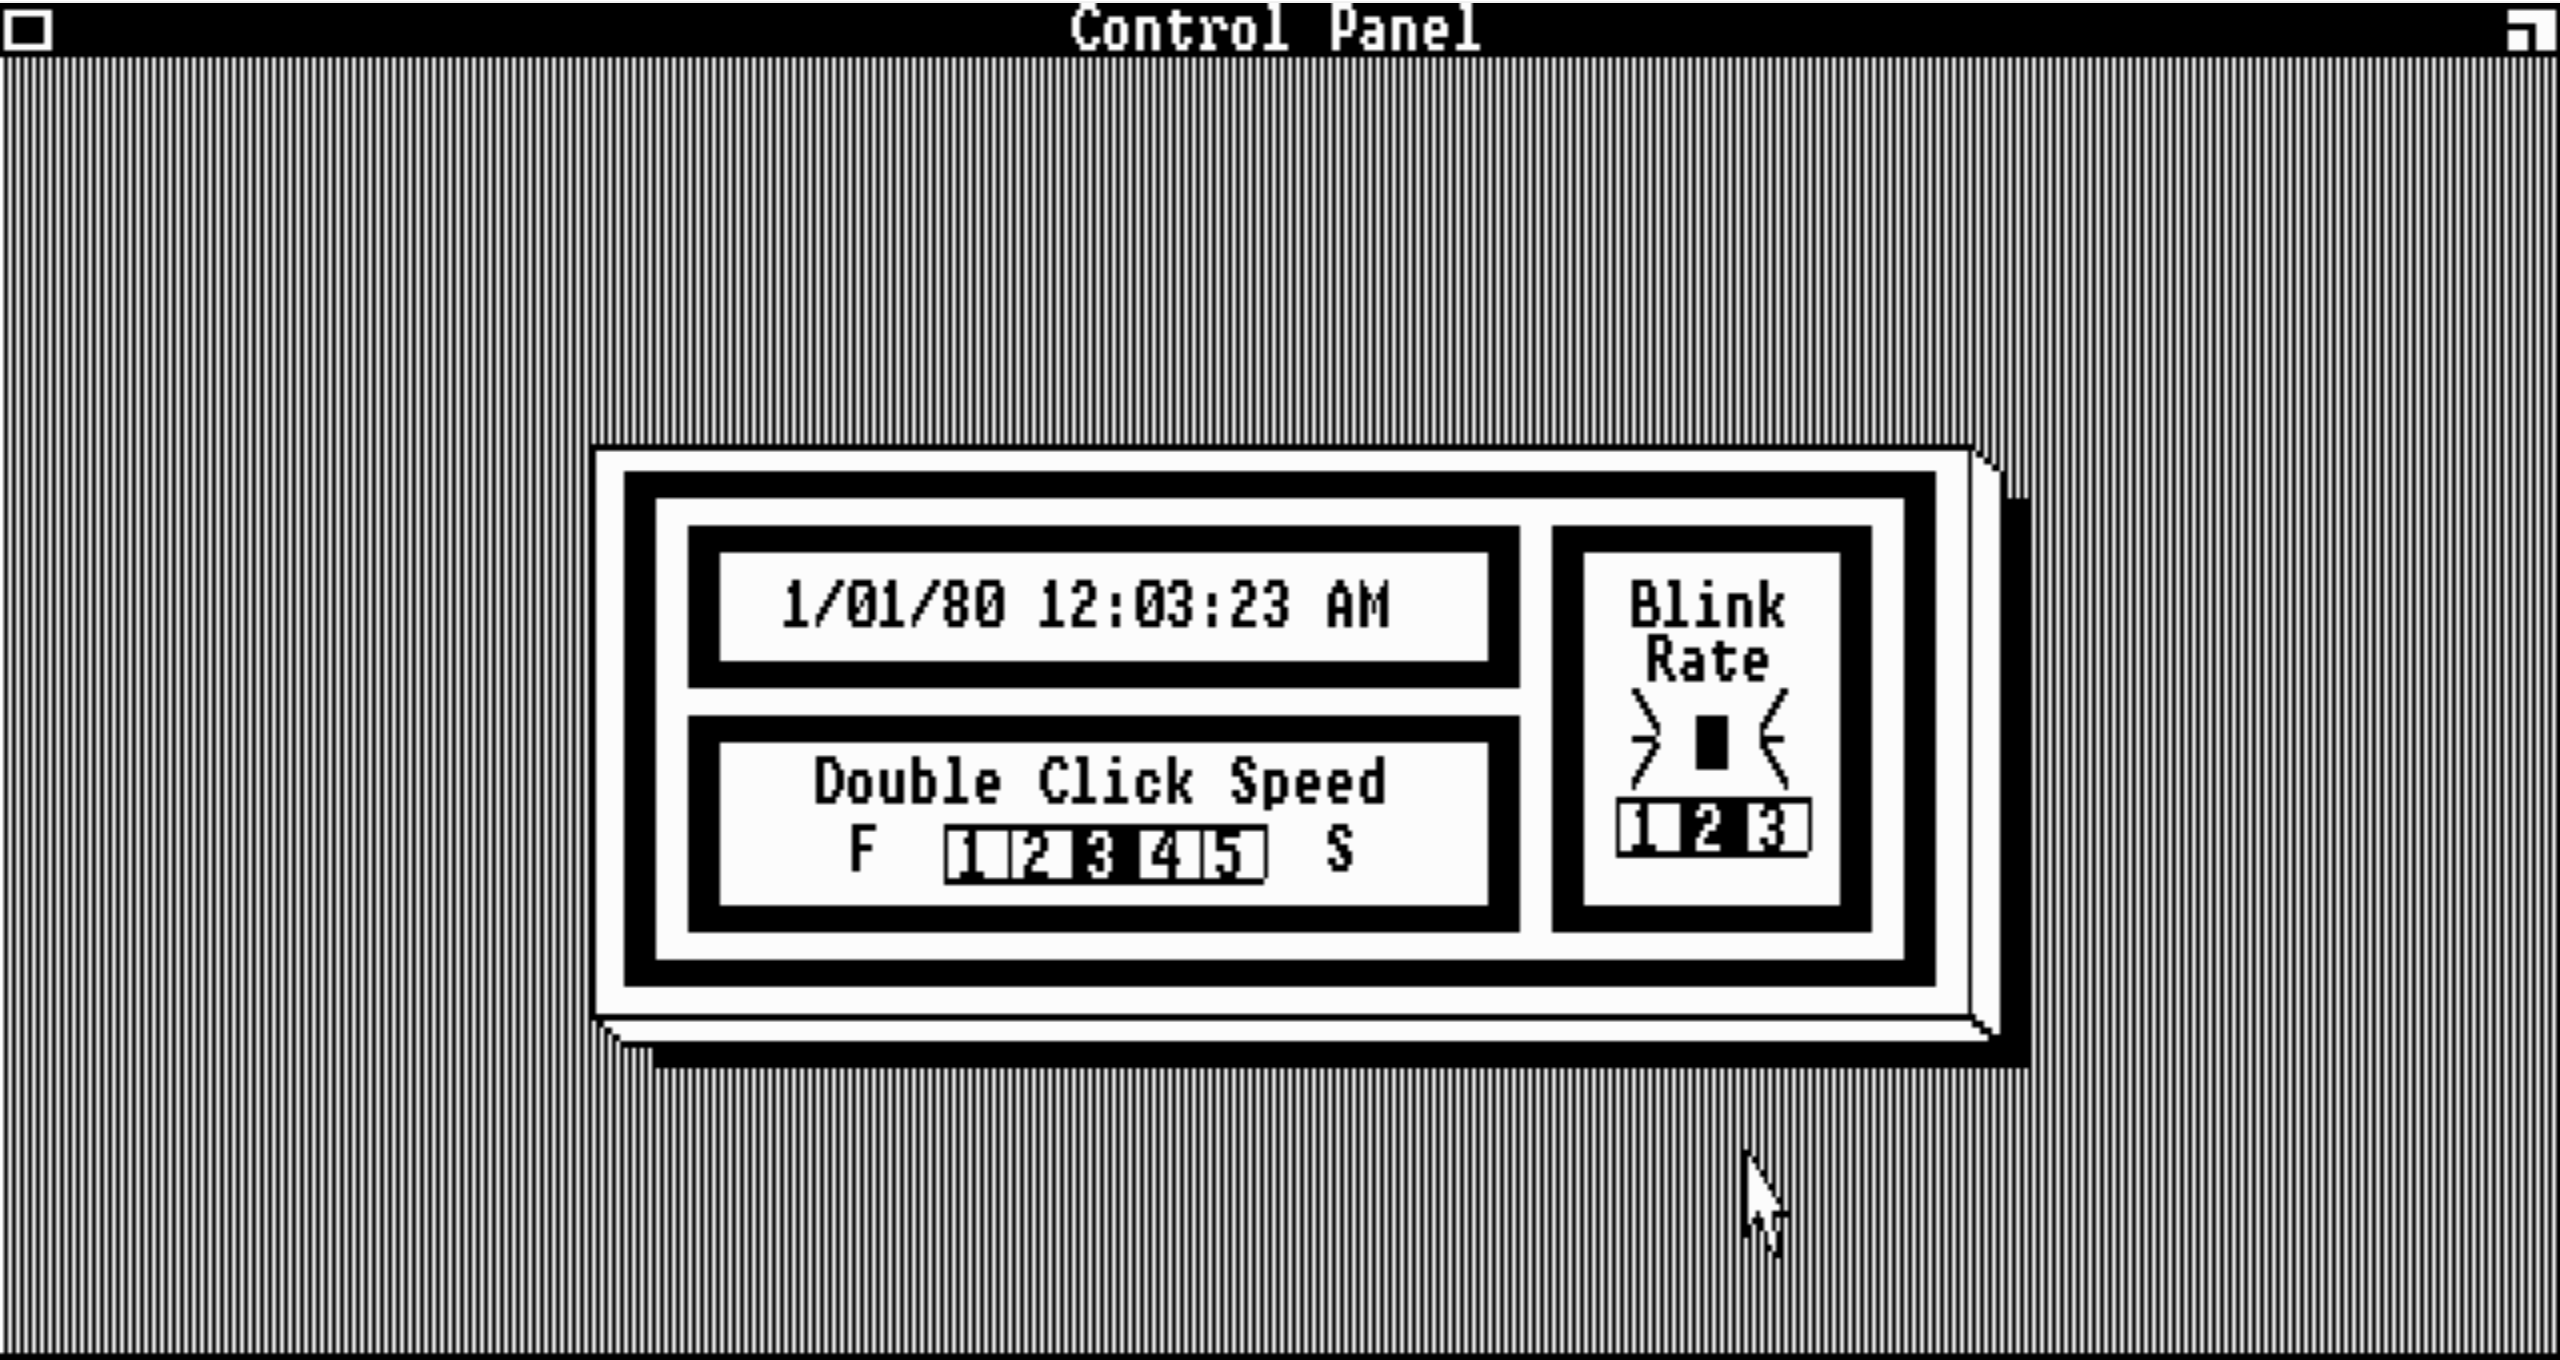 Control Panel
1/01/80 12:03:23 AM
Double Click Speed
F 1 2 3 4 5 S
Blink
Rate
1 2 3